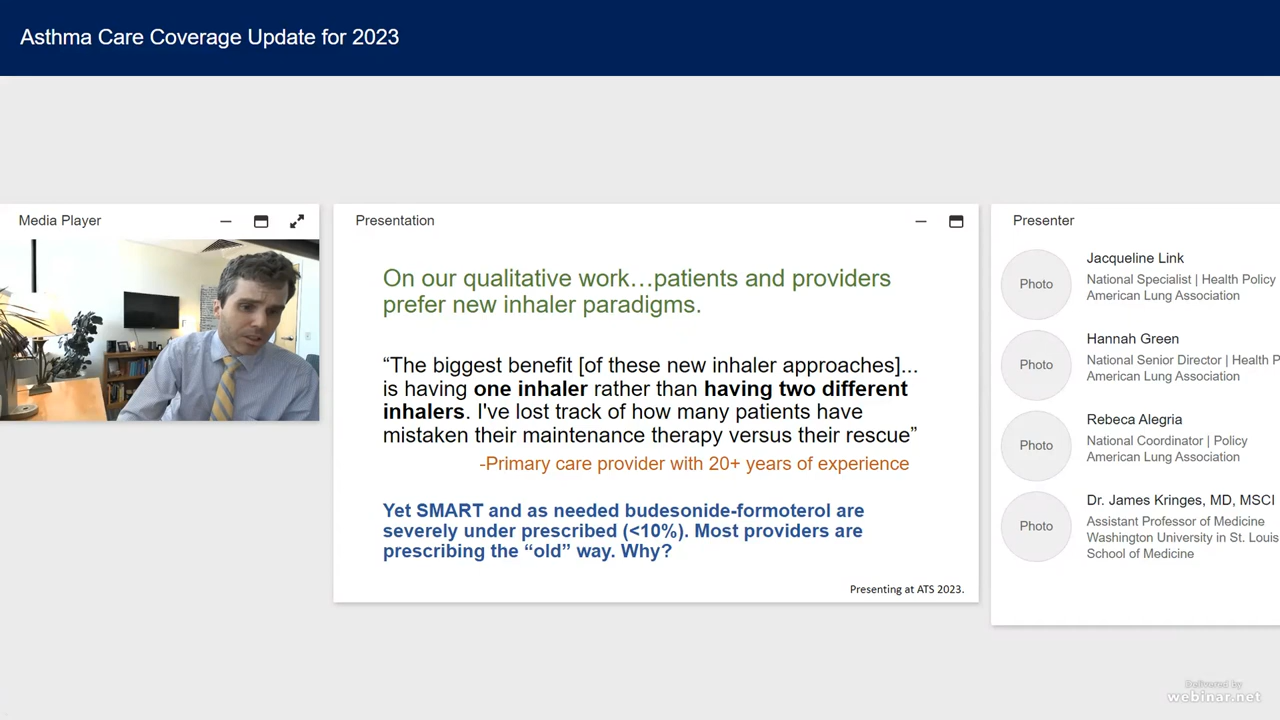 Asthma Care Coverage Update for 2023
Media Player
Presentation
On our qualitative work…patients and providers
prefer new inhaler paradigms.
“The biggest benefit [of these new inhaler approaches]...
is having one inhaler rather than having two different
inhalers. I've lost track of how many patients have
mistaken their maintenance therapy versus their rescue”
-Primary care provider with 20+ years of experience
Yet SMART and as needed budesonide-formoterol are
severely under prescribed (<10%). Most providers are
prescribing the “old” way. Why?
Presenting at ATS 2023.
Presenter
Photo
Jacqueline Link
National Specialist | Health Policy
American Lung Association
Photo
Hannah Green
National Senior Director | Health P
American Lung Association
Photo
Rebeca Alegria
National Coordinator | Policy
American Lung Association
Photo
Dr. James Kringes, MD, MSCI
Assistant Professor of Medicine
Washington University in St. Louis
School of Medicine
Delivered by
webinar.net